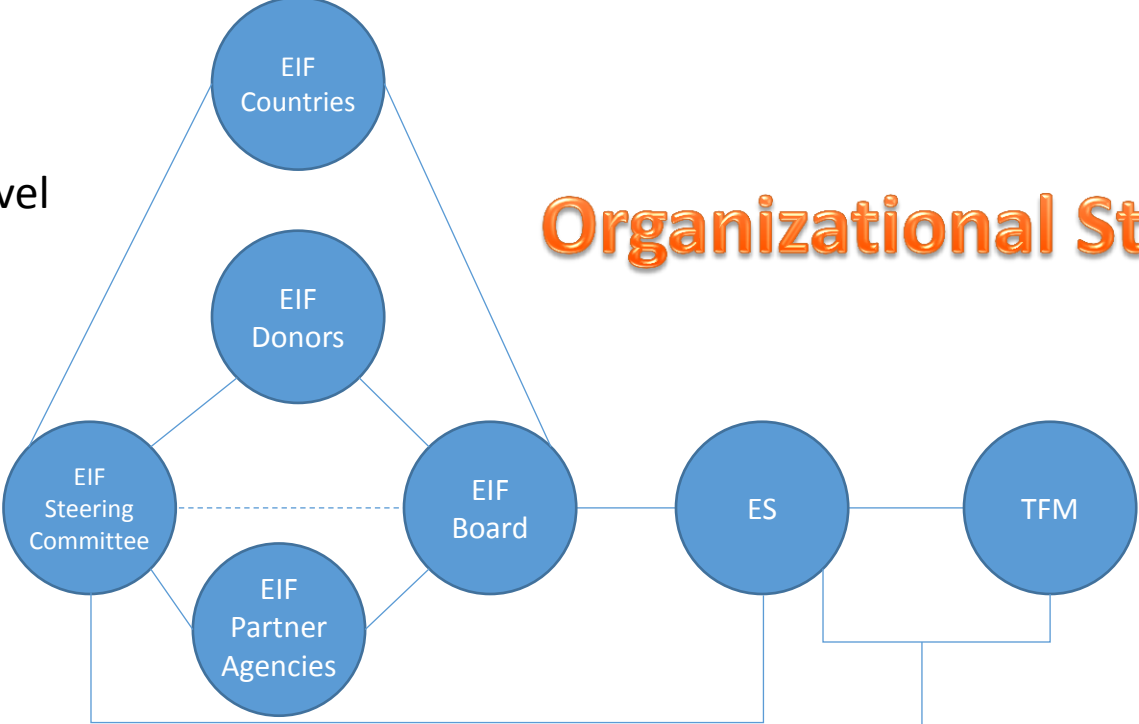 EIF
Countries
vel
Organizational St
EIF
Donors
EIF
Steering
Committee
EIF
Board
ES
TFM
EIF
Partner
Agencies